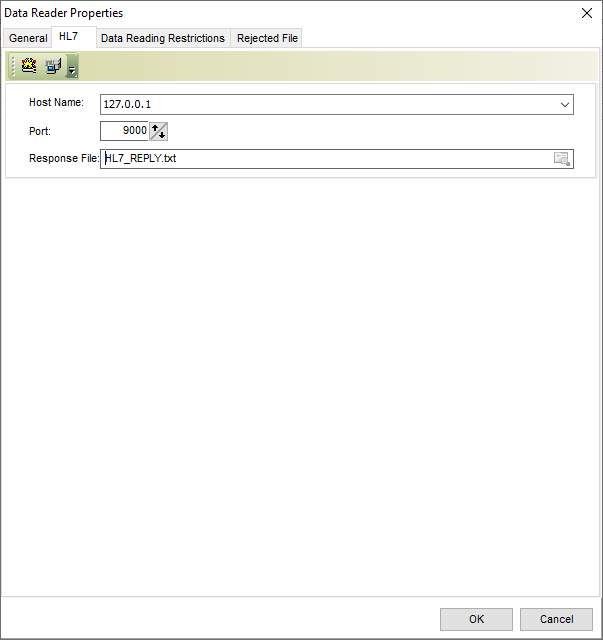 Data Reader Properties
General HL7 Data Reading Restrictions Rejected File
Host Name: 127.0.0.1
Port: 9000
Response File: HL7_REPLY.txt
OK Cancel